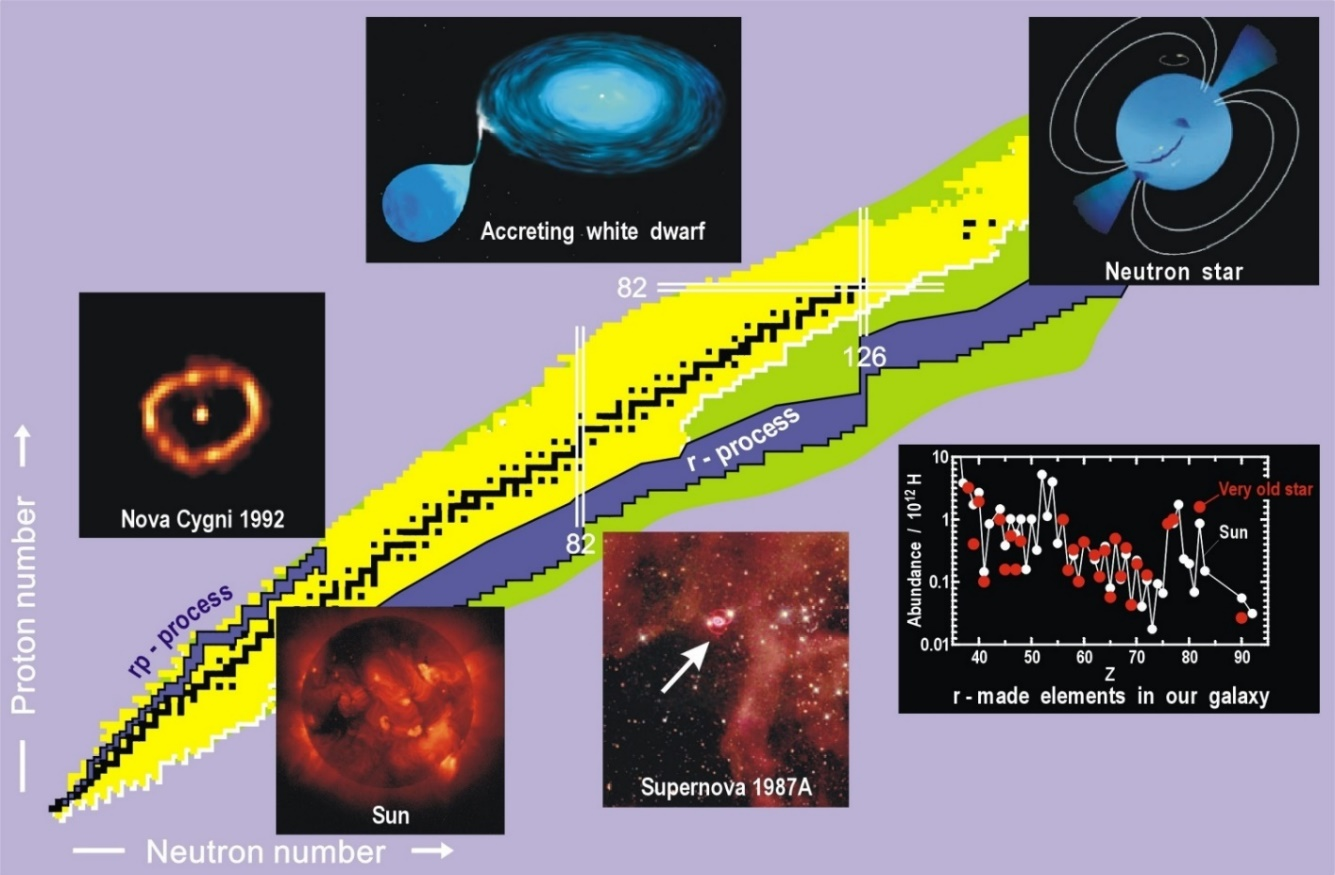 Accreting white dwarf
Neutron star
82
126
Nova Cygni 1992
r - process
82
rp - process
Proton number
Sun
Neutron number
Supernova 1987A
10
1
0.1
0.01
Abundance / 10¹² H
Very old star
Sun
40 50 60 70 80 90
Z
r - made elements in our galaxy